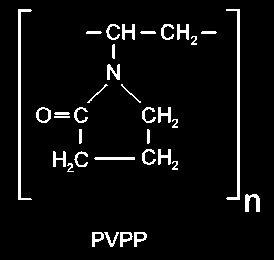 —CH—CH₂—
N
O=C CH₂
H₂C—CH₂
n
PVPP